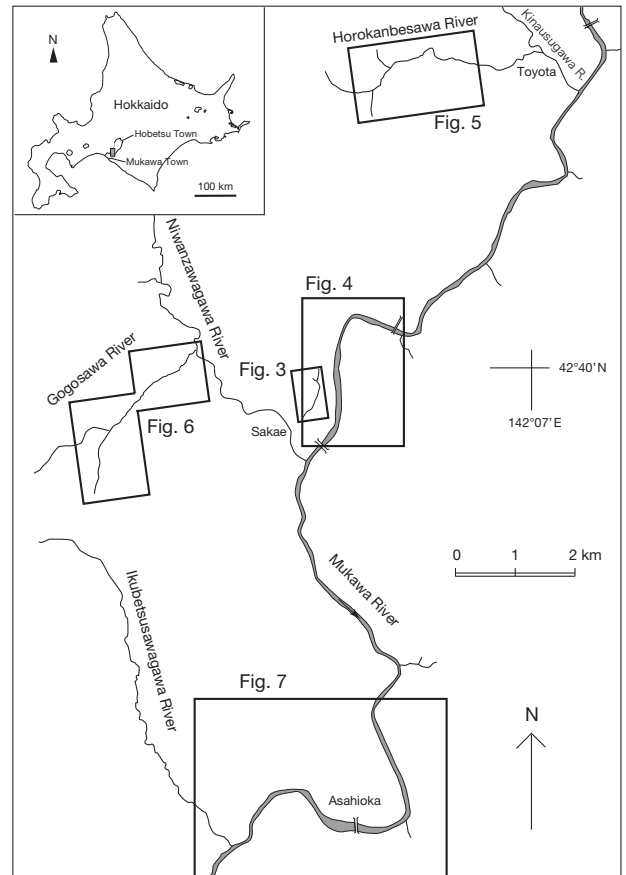 N
Hokkaido
Hobetsu Town
Mukawa Town
100 km
Horokanbesawa River
Kinausugawa R.
Toyota
Fig. 5
Niwanzawagawa River
Fig. 4
Gogosawa River
Fig. 3
42°40' N
142°07' E
Fig. 6
Sakae
0 1 2 km
Mukawa River
Ikubetsusawagawa River
Fig. 7
N
Asahioka